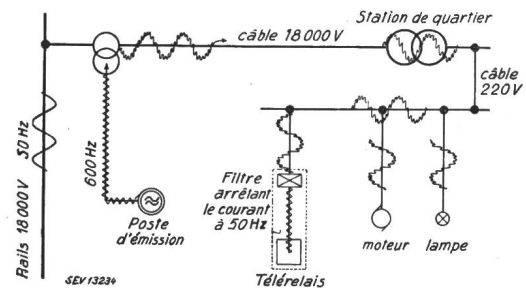 Station de quartier
câble 18 000 V
câble
220 V
50 Hz
600 Hz
Rails 18 000 V
Poste
d'émission
Filtre
arrêtant
le courant
à 50 Hz
moteur
lampe
Télérelais
SEV 13234